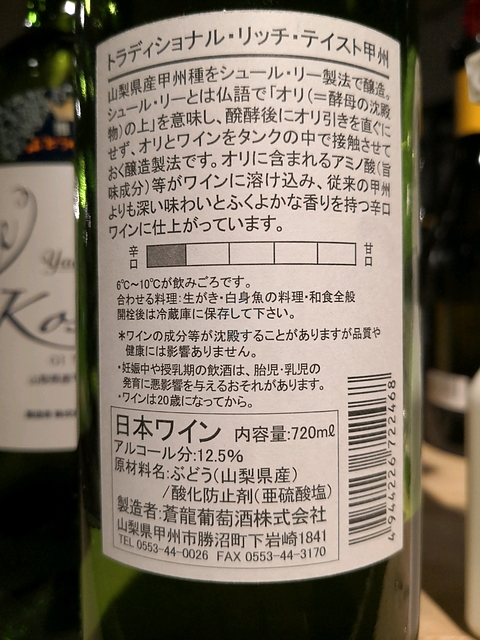 トラディショナル・リッチ・テイスト甲州
山梨県産甲州種をシュール・リー製法で醸造。
シュール・リーとは仏語で「オリ(=酵母の沈殿
物)の上」を意味し、醗酵後にオリ引きを直ぐに
せず、オリとワインをタンクの中で接触させて
おく醸造製法です。オリに含まれるアミノ酸(旨
味成分)等がワインに溶け込み、従来の甲州
よりも深い味わいとふくよかな香りを持つ辛口
ワインに仕上がっています。
辛口 甘口
6℃～10℃が飲みごろです。
合わせる料理:生がき・白身魚の料理・和食全般
開栓後は冷蔵庫に保存して下さい。
＊ワインの成分等が沈殿することがありますが品質や
健康には影響ありません。
・妊娠中や授乳期の飲酒は、胎児・乳児の
発育に悪影響を与えるおそれがあります。
・ワインは20歳になってから。
日本ワイン 内容量:720mℓ
アルコール分:12.5%
原材料名:ぶどう(山梨県産)
/酸化防止剤(亜硫酸塩)
製造者:蒼龍葡萄酒株式会社
山梨県甲州市勝沼町下岩崎1841
TEL 0553-44-0026 FAX 0553-44-3170
4944226722468